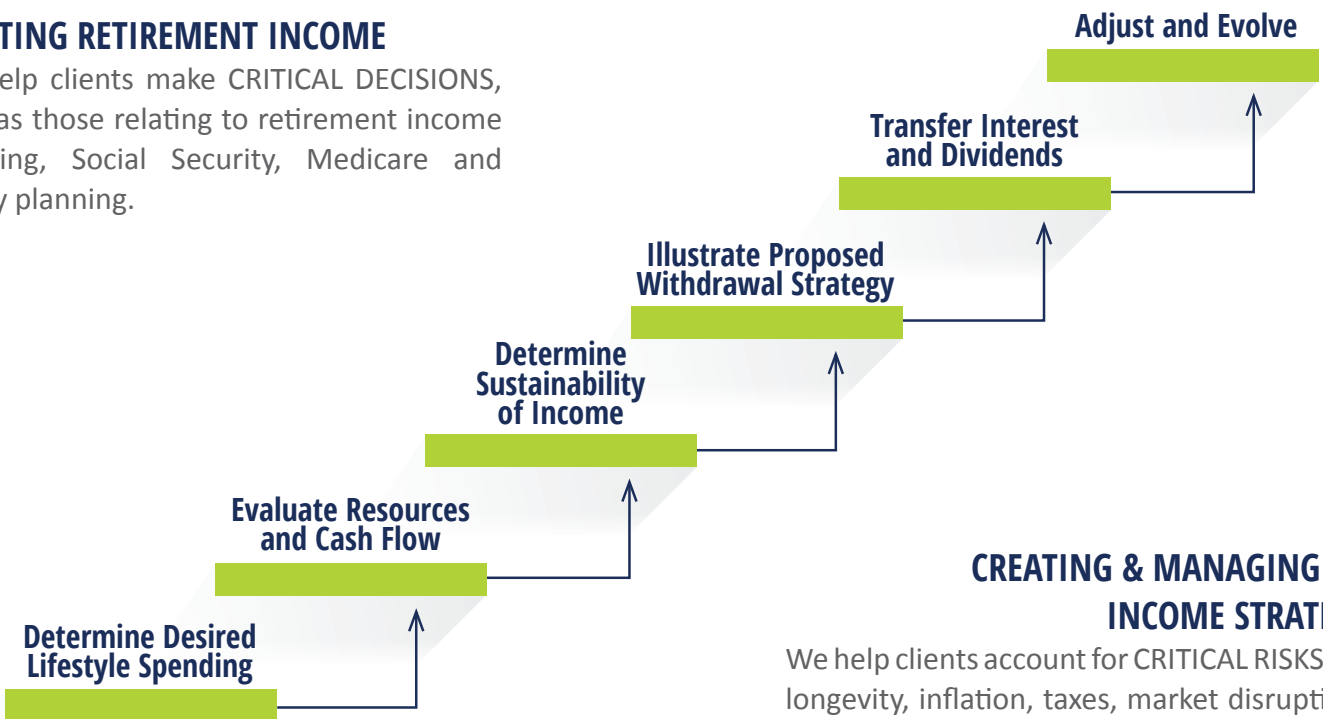 TING RETIREMENT INCOME
elp clients make CRITICAL DECISIONS,
as those relating to retirement income
ing, Social Security, Medicare and
y planning.
Adjust and Evolve
Transfer Interest
and Dividends
Illustrate Proposed
Withdrawal Strategy
Determine
Sustainability
of Income
Evaluate Resources
and Cash Flow
Determine Desired
Lifestyle Spending
CREATING & MANAGING
INCOME STRAT
We help clients account for CRITICAL RISKS
longevity, inflation, taxes, market disrupti